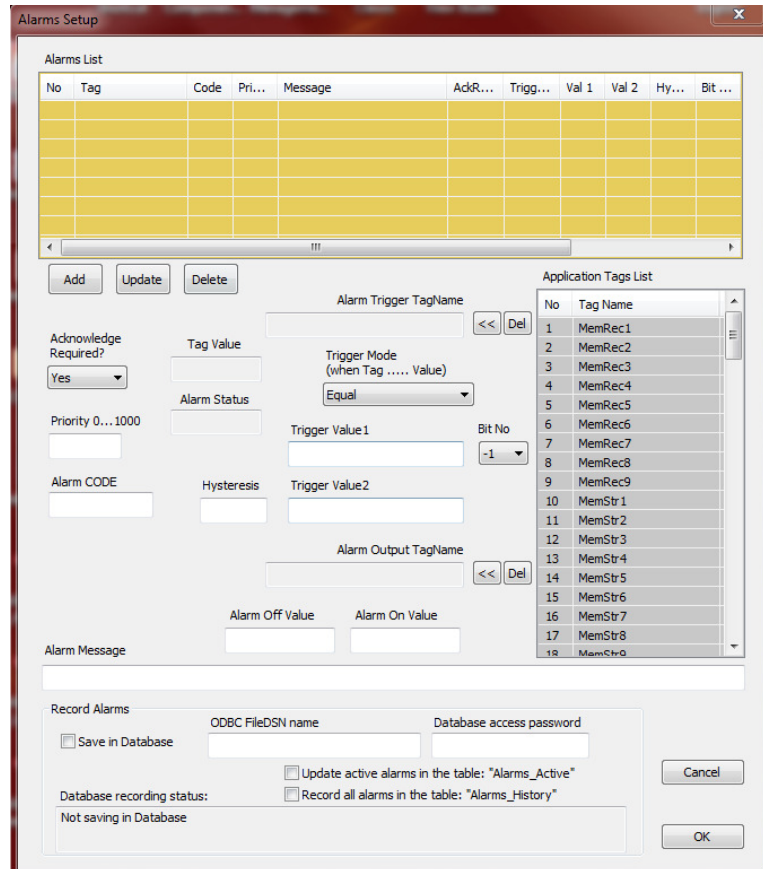 Alarms Setup
x
Alarms List
No Tag Code Pri... Message AckR... Trigg... Val 1 Val 2 Hy... Bit ...
Add Update Delete
Application Tags List
Alarm Trigger TagName
No Tag Name
<< Del
1 MemRec1
2 MemRec2
3 MemRec3
4 MemRec4
5 MemRec5
6 MemRec6
7 MemRec7
8 MemRec8
9 MemRec9
10 MemStr1
11 MemStr2
12 MemStr3
13 MemStr4
14 MemStr5
15 MemStr6
16 MemStr7
17 MemStr8
18 MemStr9
Acknowledge
Required?
Yes
Tag Value
Trigger Mode
(when Tag ..... Value)
Equal
Alarm Status
Priority 0...1000
Trigger Value1
Bit No
-1
Alarm CODE
Hysteresis
Trigger Value2
Alarm Output TagName
<< Del
Alarm Off Value
Alarm On Value
Alarm Message
Record Alarms
ODBC FileDSN name
Database access password
Save in Database
Update active alarms in the table: "Alarms_Active"
Record all alarms in the table: "Alarms_History"
Database recording status:
Not saving in Database
Cancel
OK